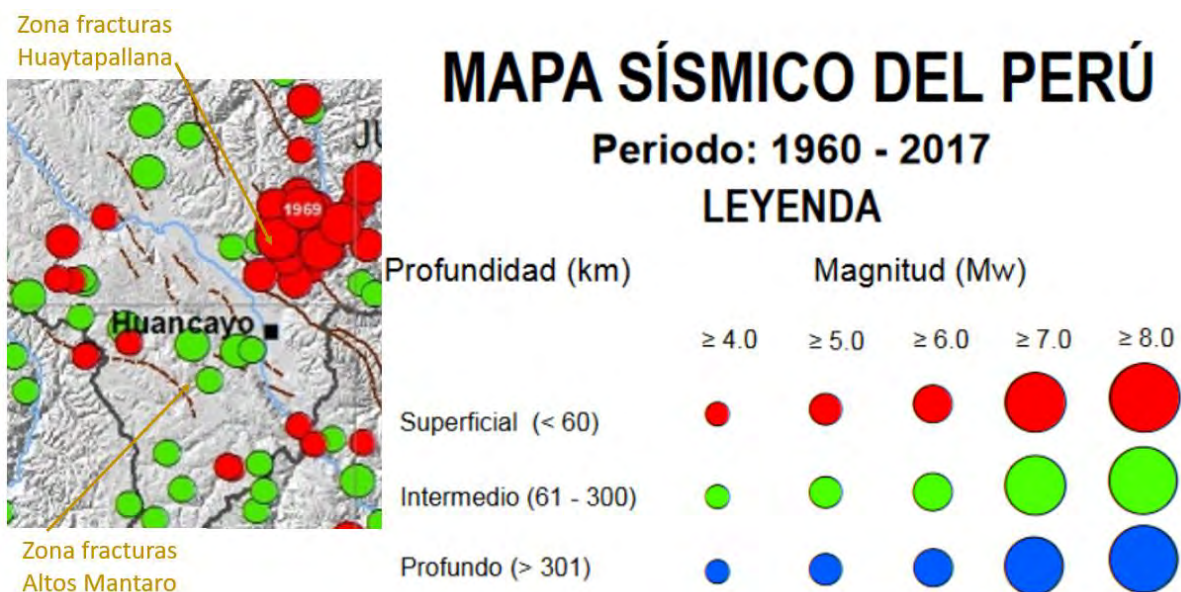 Zona fracturas
Huaytapallana
JU
1969
Huancayo
Zona fracturas
Altos Mantaro
MAPA SÍSMICO DEL PERÚ
Periodo: 1960 - 2017
LEYENDA
Profundidad (km)
Magnitud (Mw)
≥ 4.0 ≥ 5.0 ≥ 6.0 ≥ 7.0 ≥ 8.0
Superficial (< 60)
Intermedio (61 - 300)
Profundo (> 301)